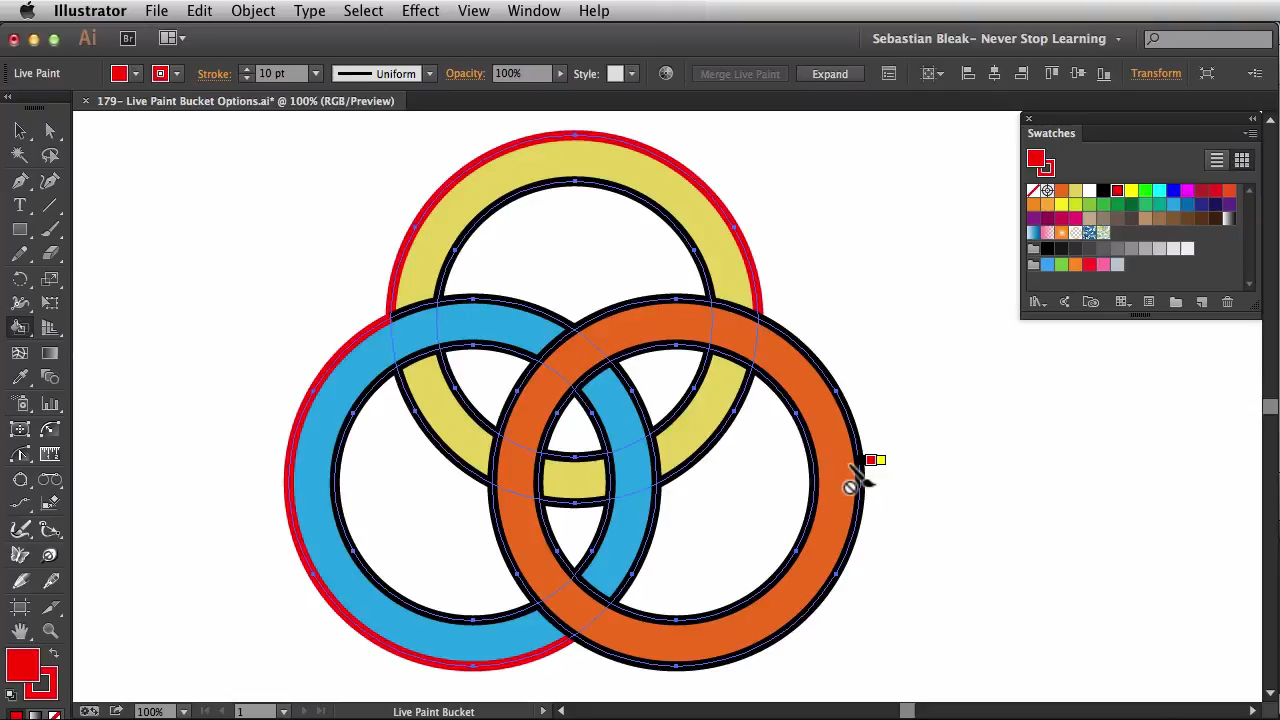 Illustrator File Edit Object Type Select Effect View Window Help
Ai Br Sebastian Bleak- Never Stop Learning
Live Paint Stroke: 10 pt Uniform Opacity: 100% Style: Merge Live Paint Expand Transform
× 179- Live Paint Bucket Options.ai* @ 100% (RGB/Preview)
Swatches
T
100% 1 Live Paint Bucket